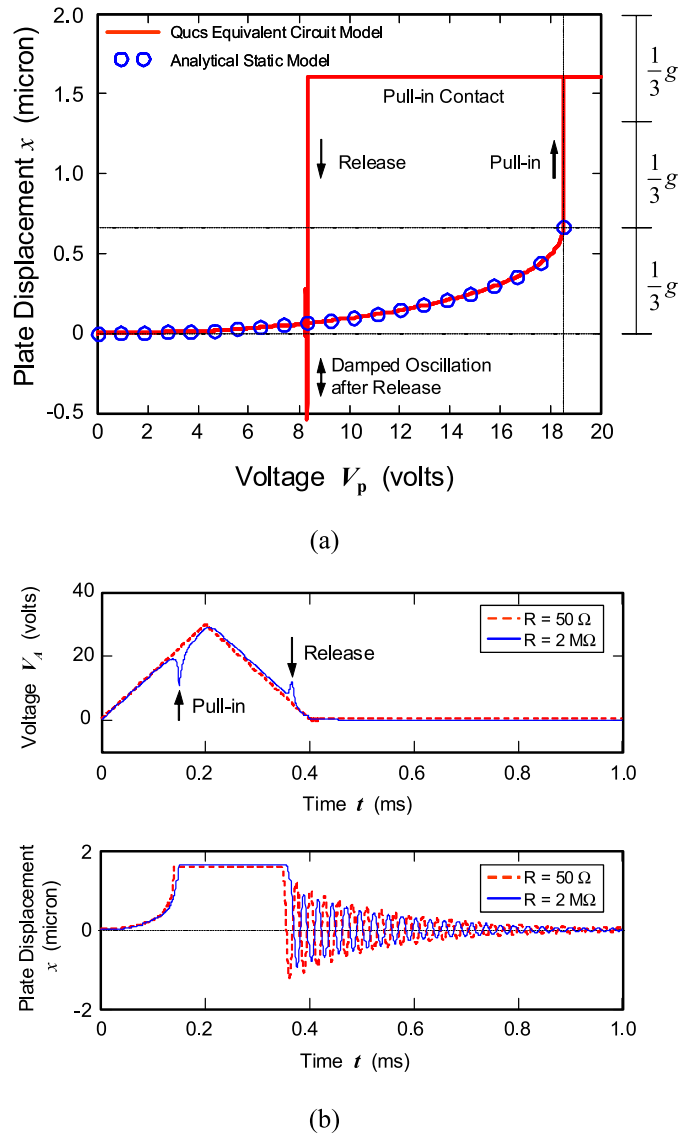 2.0
1.5
1.0
0.5
0
-0.5
Plate Displacement x (micron)
Qucs Equivalent Circuit Model
Analytical Static Model
Pull-in Contact
Release
Pull-in
Damped Oscillation
after Release
1/3 g
1/3 g
1/3 g
0 2 4 6 8 10 12 14 16 18 20
Voltage Vp (volts)
(a)
40
20
0
Voltage VA (volts)
R = 50 Ω
R = 2 MΩ
Release
Pull-in
0 0.2 0.4 0.6 0.8 1.0
Time t (ms)
2
0
-2
Plate Displacement
x (micron)
R = 50 Ω
R = 2 MΩ
0 0.2 0.4 0.6 0.8 1.0
Time t (ms)
(b)